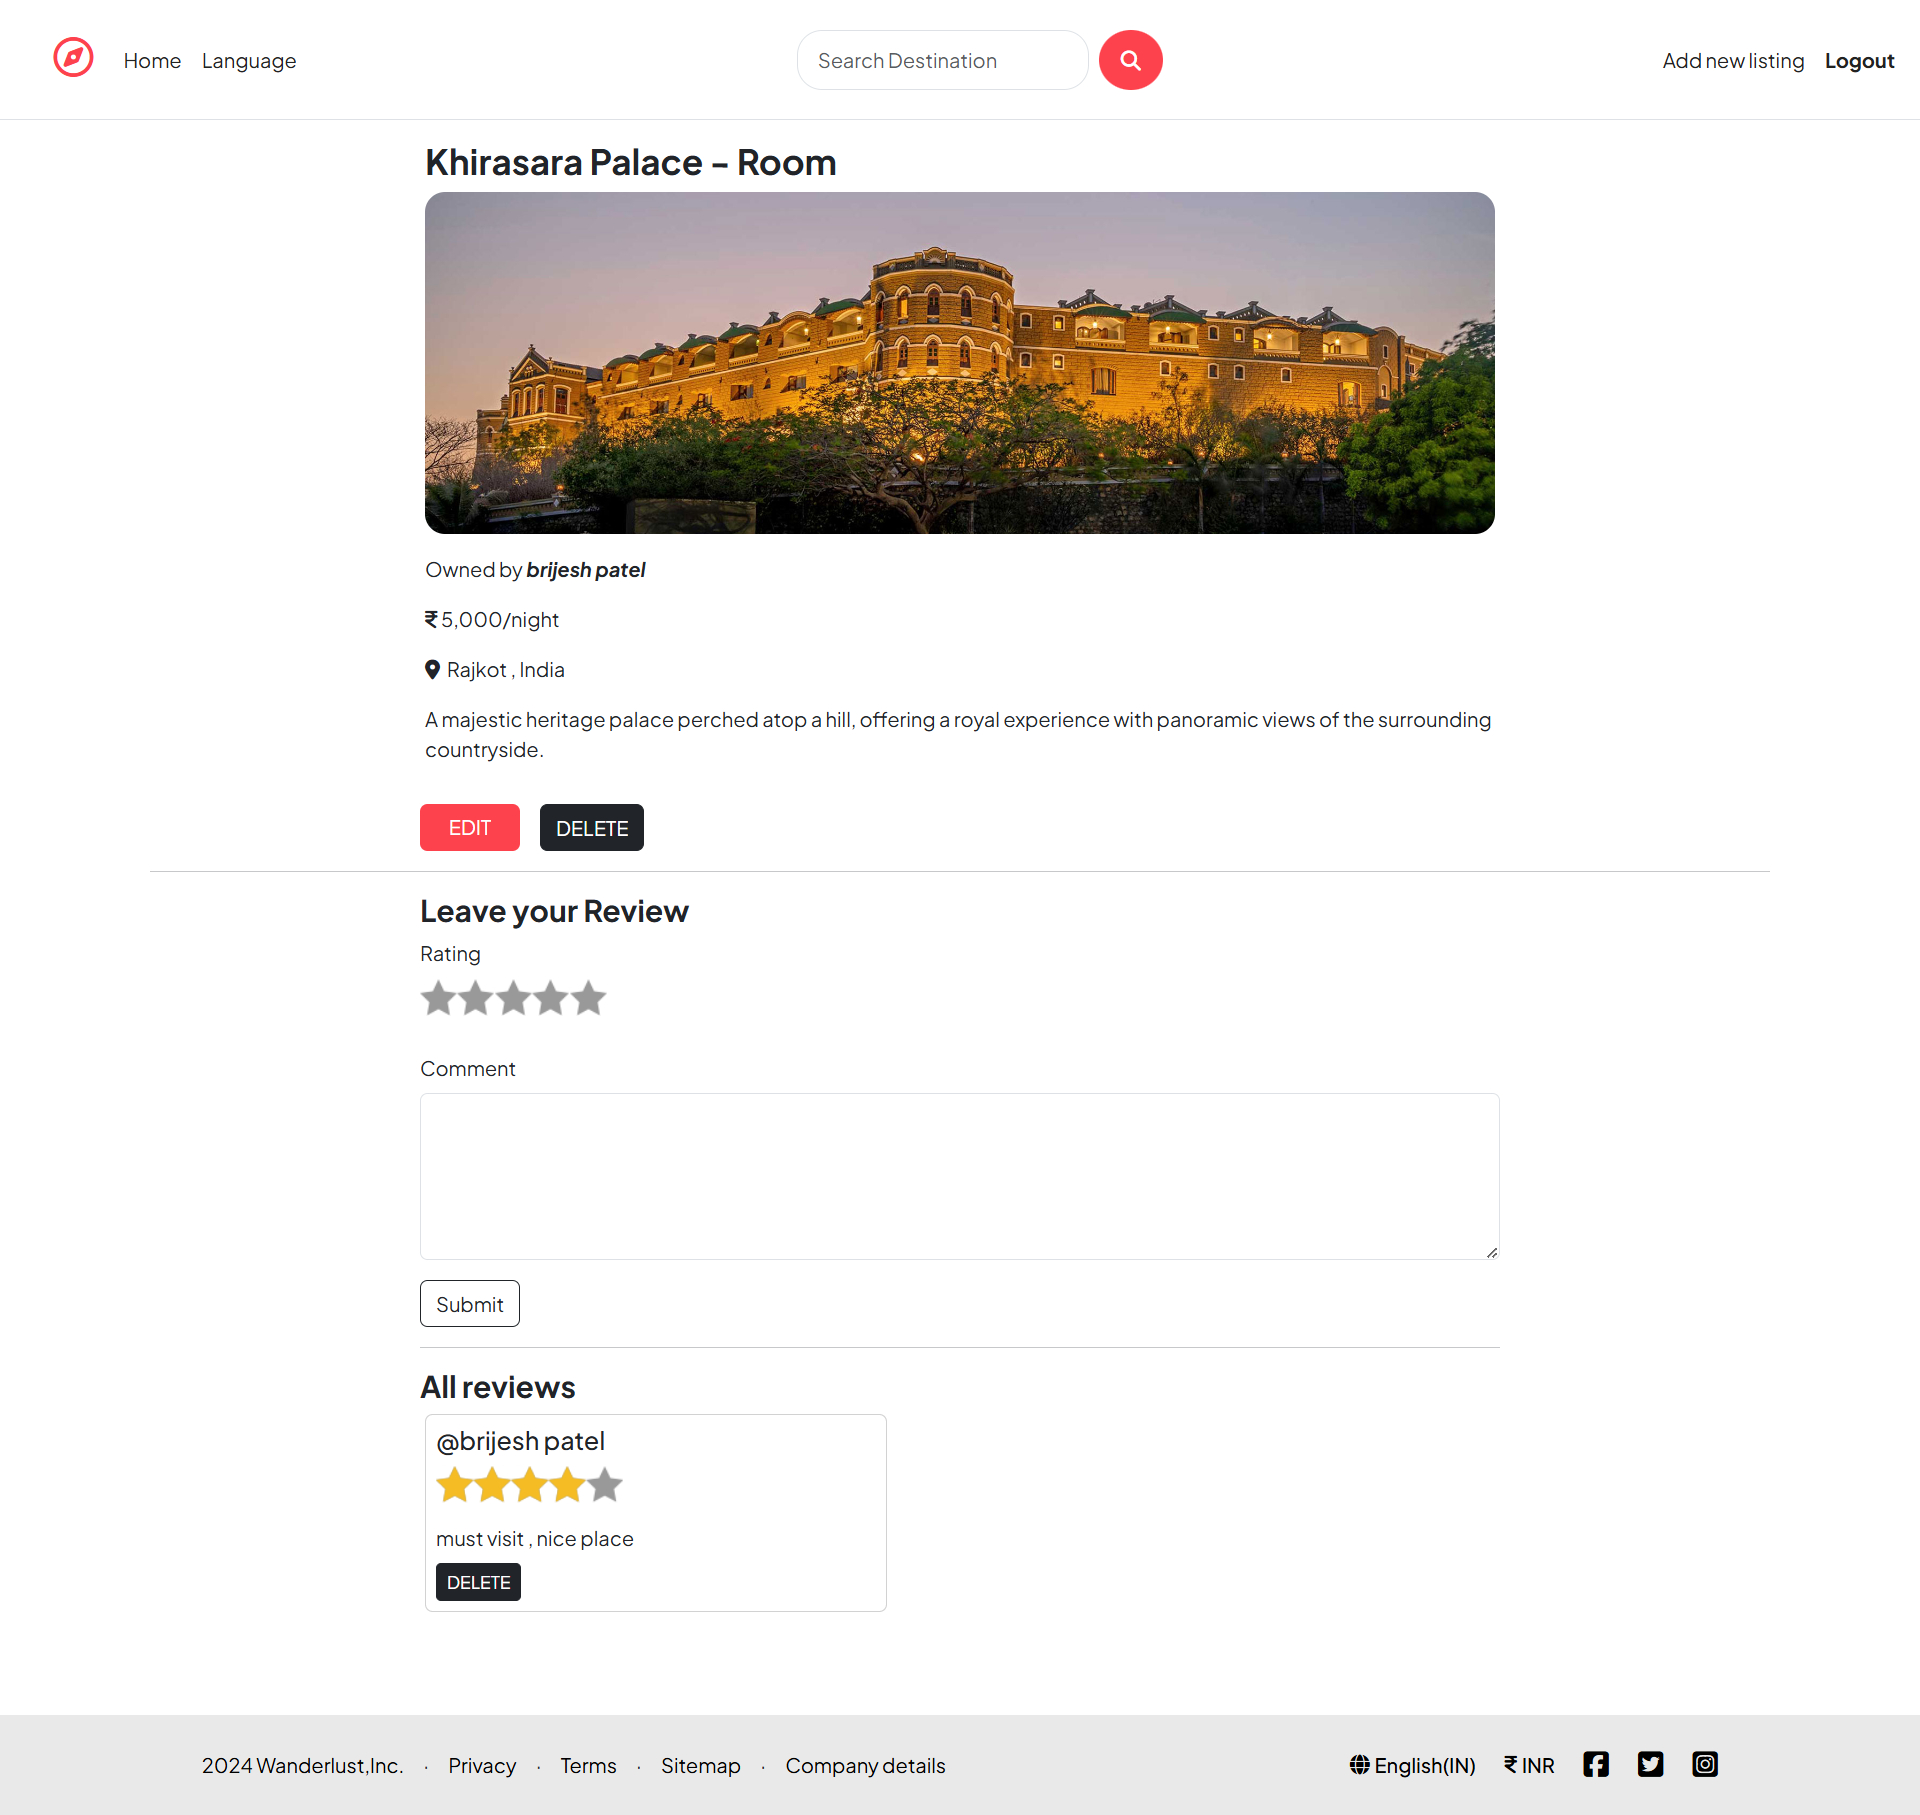 Home Language Search Destination Add new listing Logout
Khirasara Palace – Room
Owned by brijesh patel
₹ 5,000/night
Rajkot , India
A majestic heritage palace perched atop a hill, offering a royal experience with panoramic views of the surrounding
countryside.
EDIT DELETE
Leave your Review
Rating
Comment
Submit
All reviews
@brijesh patel
must visit , nice place
DELETE
2024 Wanderlust,Inc. · Privacy · Terms · Sitemap · Company details English(IN) ₹ INR